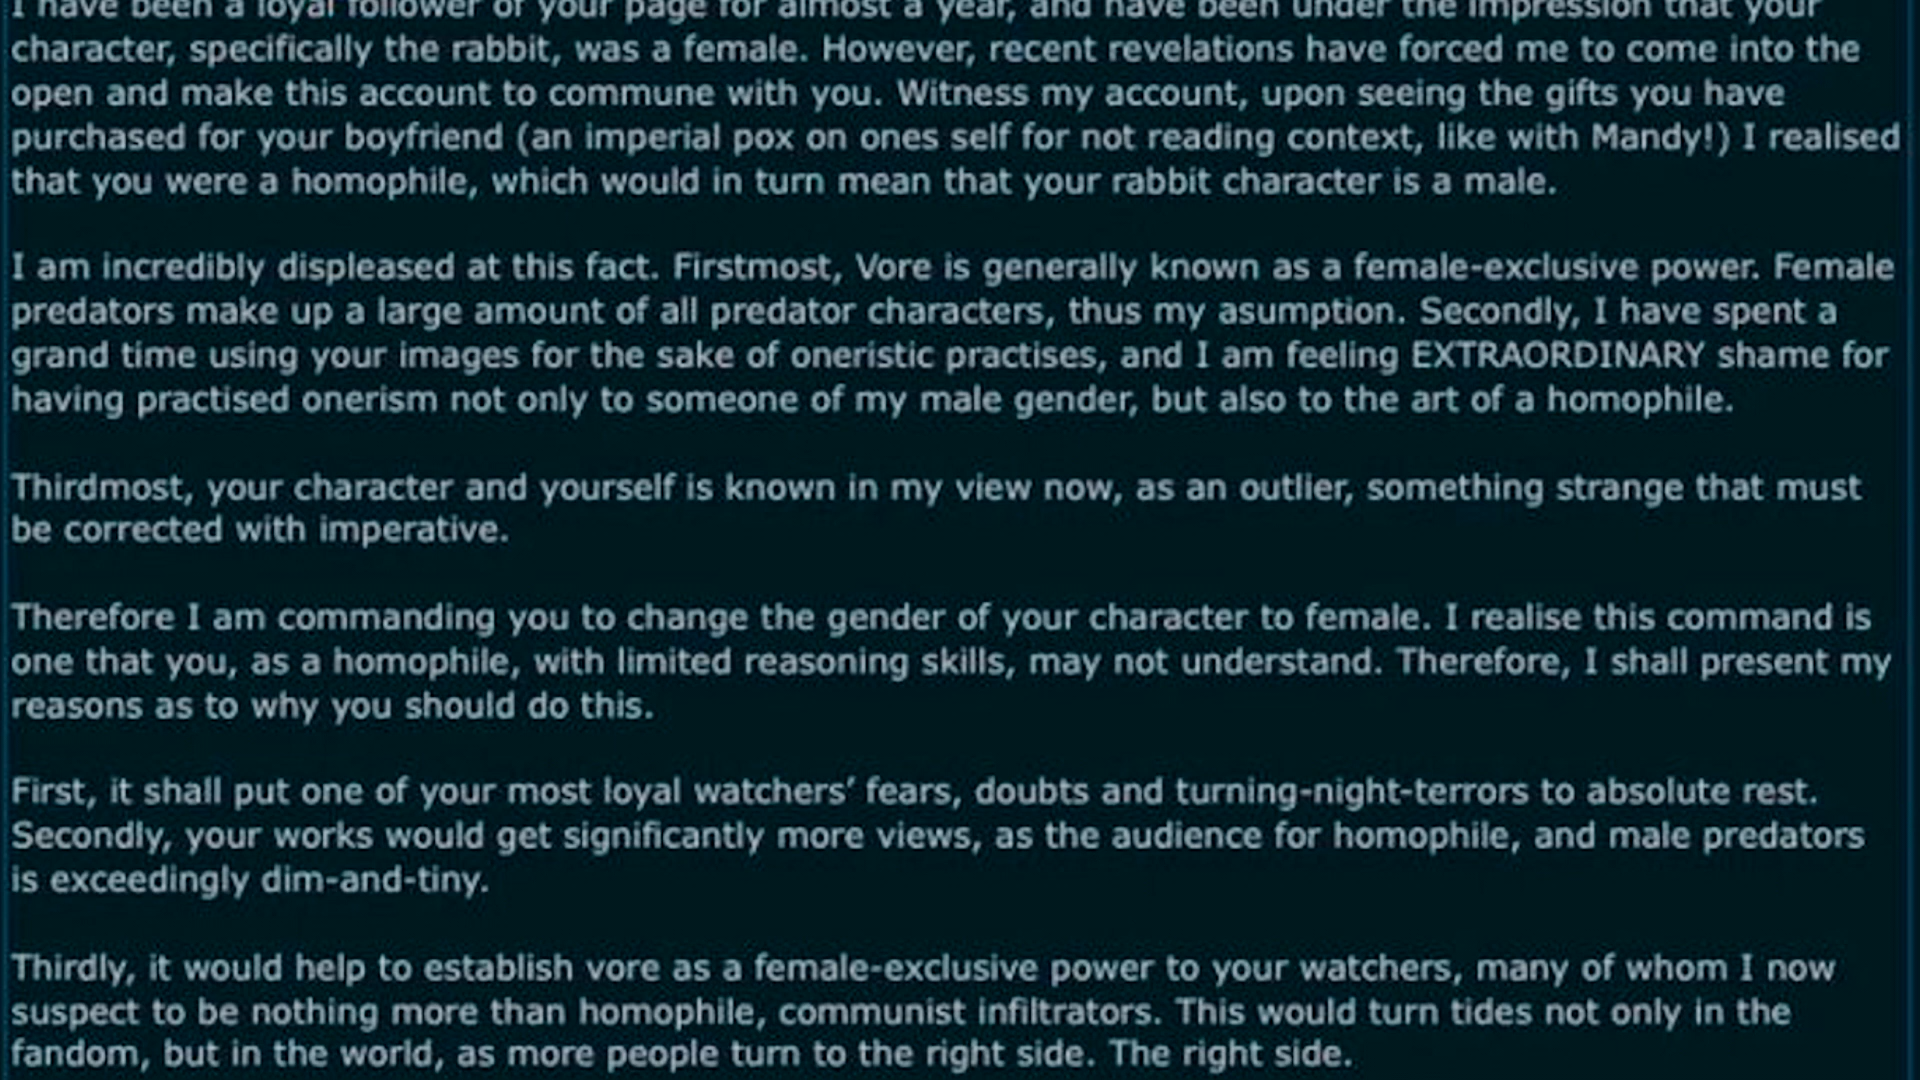 I have been a loyal follower of your page for almost a year, and have been under the impression that your
character, specifically the rabbit, was a female. However, recent revelations have forced me to come into the
open and make this account to commune with you. Witness my account, upon seeing the gifts you have
purchased for your boyfriend (an imperial pox on ones self for not reading context, like with Mandy!) I realised
that you were a homophile, which would in turn mean that your rabbit character is a male.
I am incredibly displeased at this fact. Firstmost, Vore is generally known as a female-exclusive power. Female
predators make up a large amount of all predator characters, thus my asumption. Secondly, I have spent a
grand time using your images for the sake of oneristic practises, and I am feeling EXTRAORDINARY shame for
having practised onerism not only to someone of my male gender, but also to the art of a homophile.
Thirdmost, your character and yourself is known in my view now, as an outlier, something strange that must
be corrected with imperative.
Therefore I am commanding you to change the gender of your character to female. I realise this command is
one that you, as a homophile, with limited reasoning skills, may not understand. Therefore, I shall present my
reasons as to why you should do this.
First, it shall put one of your most loyal watchers’ fears, doubts and turning-night-terrors to absolute rest.
Secondly, your works would get significantly more views, as the audience for homophile, and male predators
is exceedingly dim-and-tiny.
Thirdly, it would help to establish vore as a female-exclusive power to your watchers, many of whom I now
suspect to be nothing more than homophile, communist infiltrators. This would turn tides not only in the
fandom, but in the world, as more people turn to the right side. The right side.